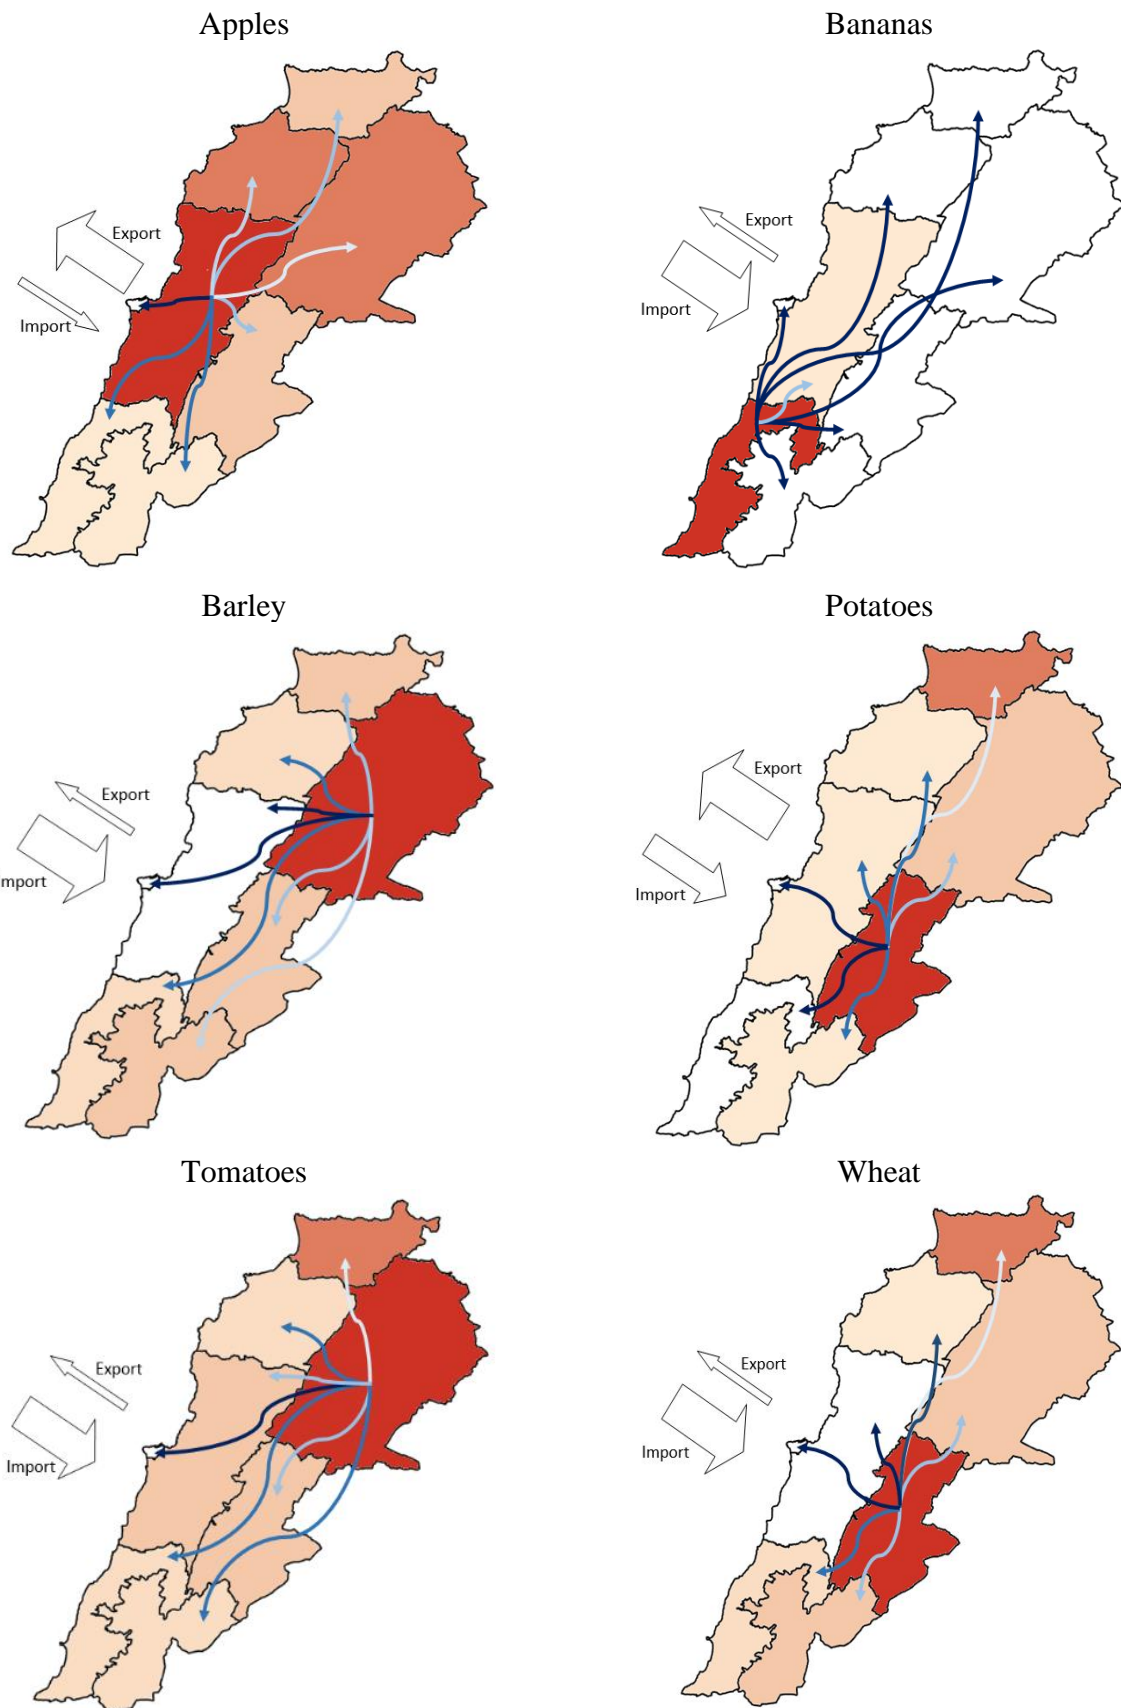 Apples
Bananas
Export
Import
Export
Import
Barley
Potatoes
Export
mport
Export
Import
Tomatoes
Wheat
Export
Import
Export
Import